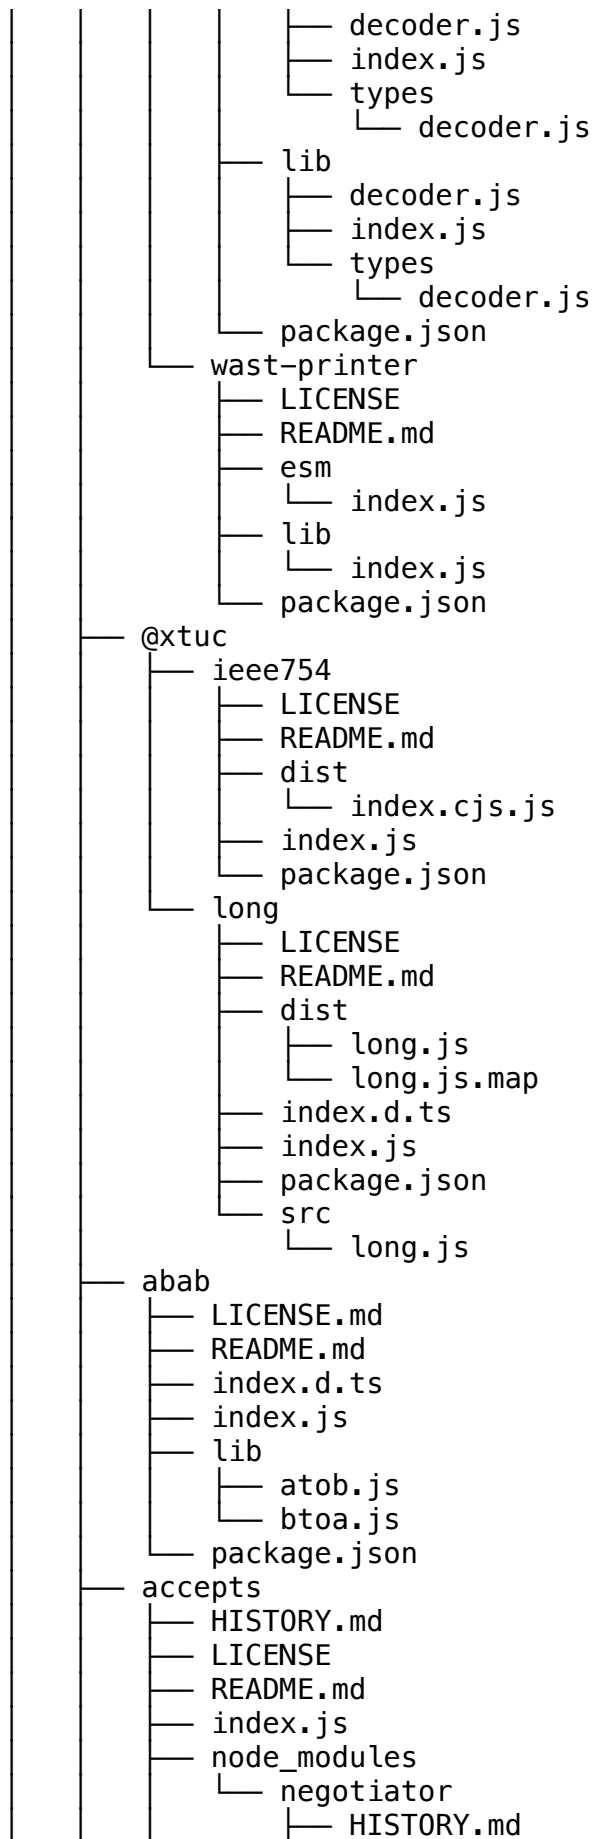 │   │   │   │       ├── decoder.js
│   │   │   │       ├── index.js
│   │   │   │       └── types
│   │   │   │           └── decoder.js
│   │   │   ├── lib
│   │   │   │   ├── decoder.js
│   │   │   │   ├── index.js
│   │   │   │   └── types
│   │   │   │       └── decoder.js
│   │   │   └── package.json
│   │   └── wast-printer
│   │       ├── LICENSE
│   │       ├── README.md
│   │       ├── esm
│   │       │   └── index.js
│   │       ├── lib
│   │       │   └── index.js
│   │       └── package.json
│   ├── @xtuc
│   │   ├── ieee754
│   │   │   ├── LICENSE
│   │   │   ├── README.md
│   │   │   ├── dist
│   │   │   │   └── index.cjs.js
│   │   │   ├── index.js
│   │   │   └── package.json
│   │   └── long
│   │       ├── LICENSE
│   │       ├── README.md
│   │       ├── dist
│   │       │   ├── long.js
│   │       │   └── long.js.map
│   │       ├── index.d.ts
│   │       ├── index.js
│   │       ├── package.json
│   │       └── src
│   │           └── long.js
│   ├── abab
│   │   ├── LICENSE.md
│   │   ├── README.md
│   │   ├── index.d.ts
│   │   ├── index.js
│   │   ├── lib
│   │   │   ├── atob.js
│   │   │   └── btoa.js
│   │   └── package.json
│   ├── accepts
│   │   ├── HISTORY.md
│   │   ├── LICENSE
│   │   ├── README.md
│   │   ├── index.js
│   │   ├── node_modules
│   │   │   └── negotiator
│   │   │       ├── HISTORY.md